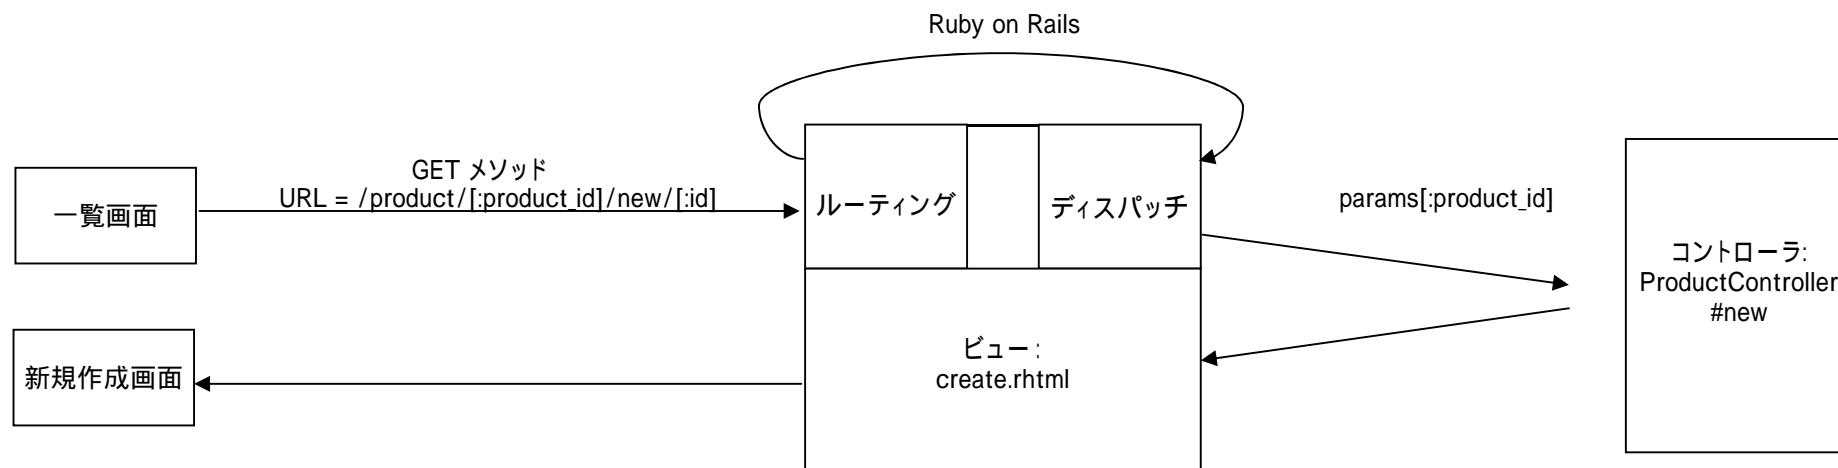 Ruby on Rails
GET メソッド
URL = /product/[:product_id]/new/[:id]
一覧画面
ルーティング
ディスパッチ
params[:product_id]
コントローラ:
ProductController
#new
ビュー:
create.rhtml
新規作成画面